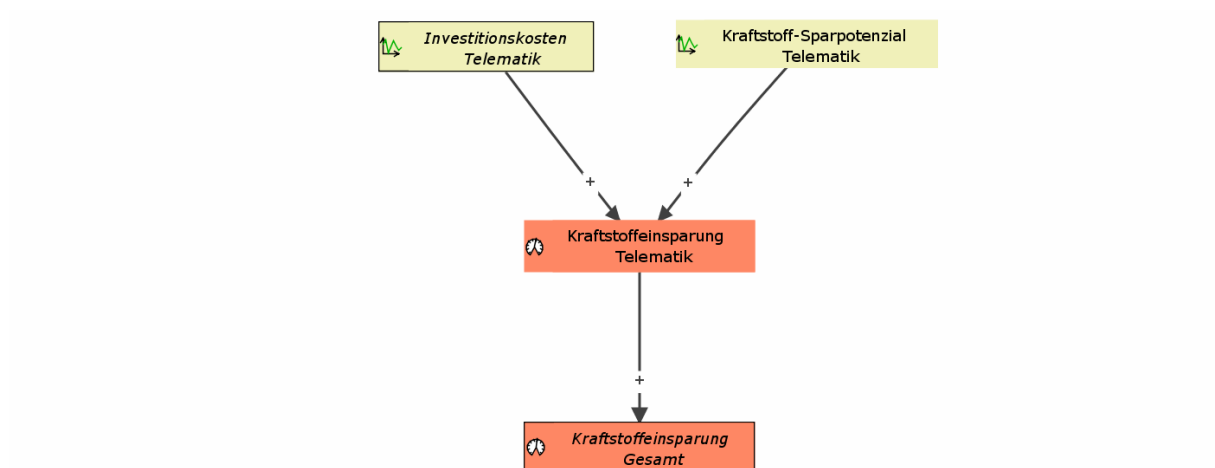 Investitionskosten
Telematik
Kraftstoff-Sparpotenzial
Telematik
+
+
Kraftstoffeinsparung
Telematik
+
Kraftstoffeinsparung
Gesamt